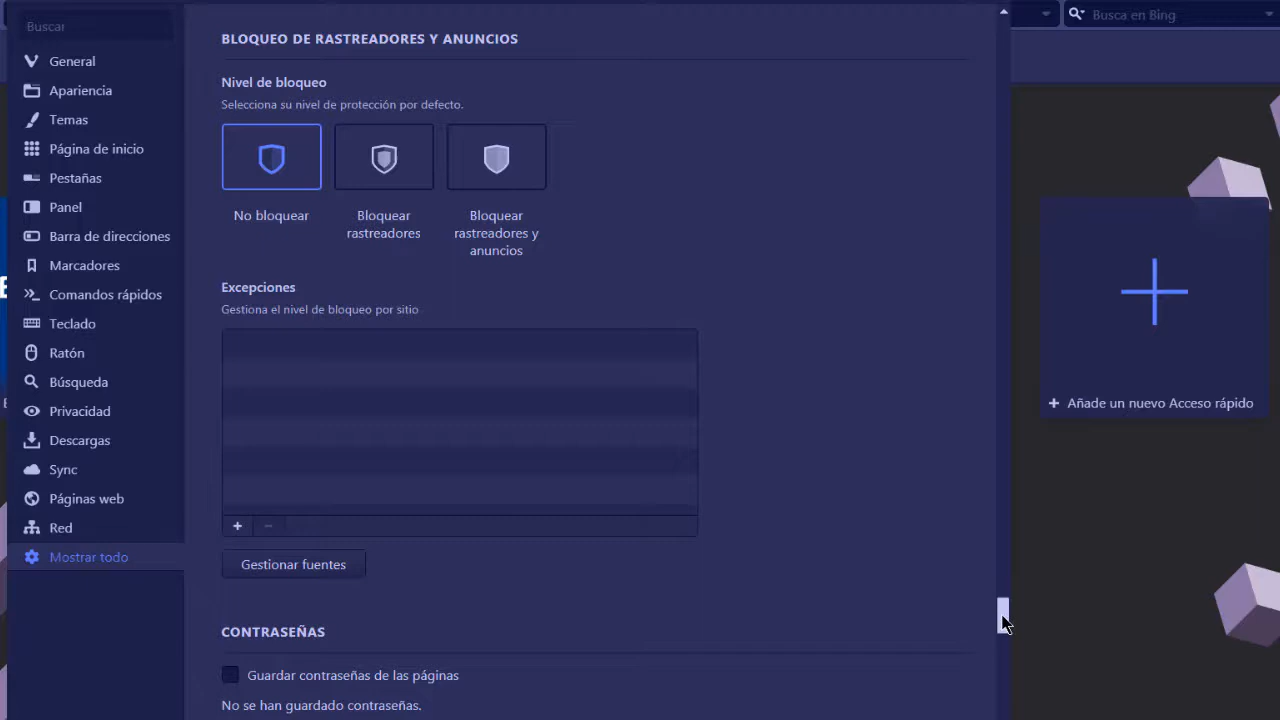 Buscar
General
Apariencia
Temas
Página de inicio
Pestañas
Panel
Barra de direcciones
Marcadores
Comandos rápidos
Teclado
Ratón
Búsqueda
Privacidad
Descargas
Sync
Páginas web
Red
Mostrar todo
BLOQUEO DE RASTREADORES Y ANUNCIOS
Nivel de bloqueo
Selecciona su nivel de protección por defecto.
No bloquear
Bloquear
rastreadores
Bloquear
rastreadores y
anuncios
Excepciones
Gestiona el nivel de bloqueo por sitio
Gestionar fuentes
CONTRASEÑAS
Guardar contraseñas de las páginas
No se han guardado contraseñas.
Busca en Bing
+ Añade un nuevo Acceso rápido